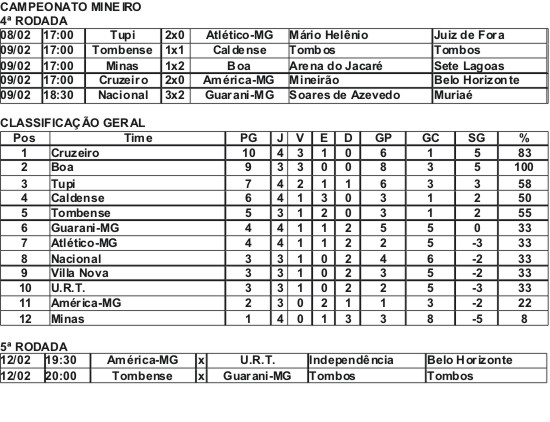 CAMPEONATO MINEIRO
4ª RODADA
08/02 17:00 Tupi 2x0 Atlético-MG Mário Helênio Juiz de Fora
09/02 17:00 Tombense 1x1 Caldense Tombos Tombos
09/02 17:00 Minas 1x2 Boa Arena do Jacaré Sete Lagoas
09/02 17:00 Cruzeiro 2x0 América-MG Mineirão Belo Horizonte
09/02 18:30 Nacional 3x2 Guarani-MG Soares de Azevedo Muriaé
CLASSIFICAÇÃO GERAL
Pos Time PG J V E D GP GC SG %
1 Cruzeiro 10 4 3 1 0 6 1 5 83
2 Boa 9 3 3 0 0 8 3 5 100
3 Tupi 7 4 2 1 1 6 3 3 58
4 Caldense 6 4 1 3 0 3 1 2 50
5 Tombense 5 3 1 2 0 3 1 2 55
6 Guarani-MG 4 4 1 1 2 5 5 0 33
7 Atlético-MG 4 4 1 1 2 2 5 -3 33
8 Nacional 3 3 1 0 2 4 6 -2 33
9 Villa Nova 3 3 1 0 2 3 5 -2 33
10 U.R.T. 3 3 1 0 2 2 5 -3 33
11 América-MG 2 3 0 2 1 1 3 -2 22
12 Minas 1 4 0 1 3 3 8 -5 8
5ª RODADA
12/02 19:30 América-MG x U.R.T. Independência Belo Horizonte
12/02 20:00 Tombense x Guarani-MG Tombos Tombos